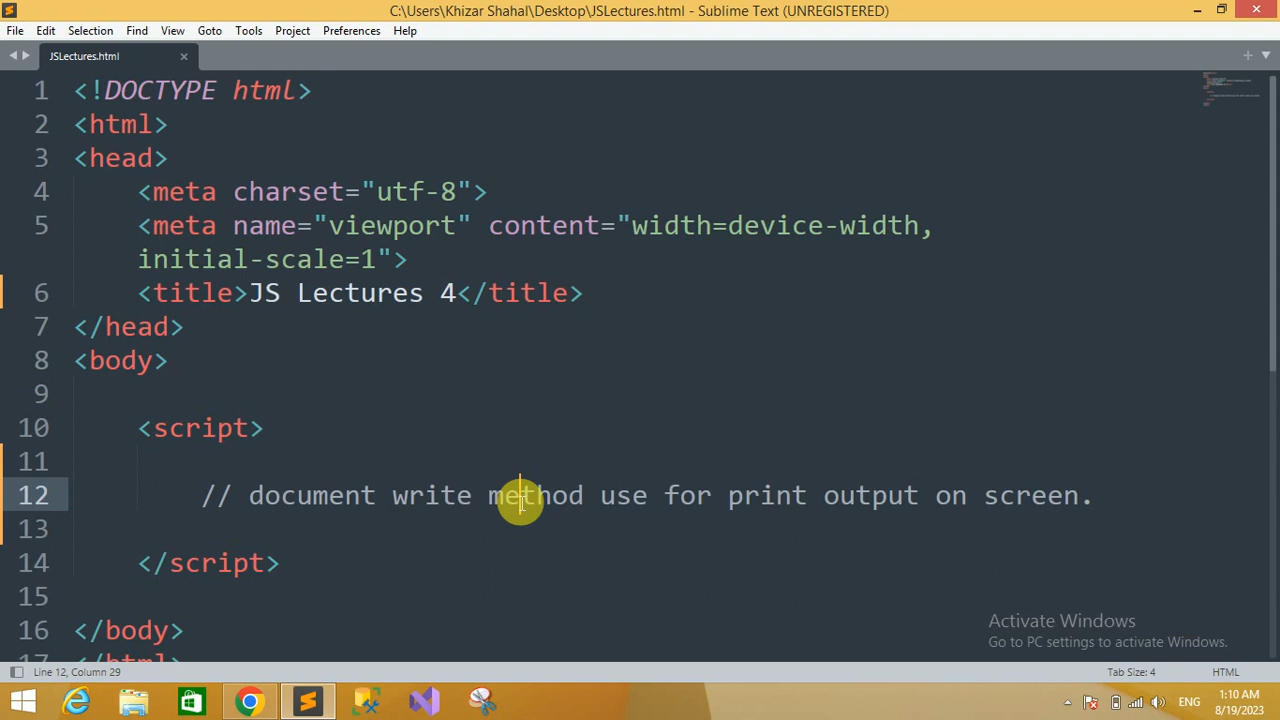 C:\Users\Khizar Shahal\Desktop\JSLectures.html - Sublime Text (UNREGISTERED)
File Edit Selection Find View Goto Tools Project Preferences Help
JSLectures.html
1 <!DOCTYPE html>
2 <html>
3 <head>
4 <meta charset="utf-8">
5 <meta name="viewport" content="width=device-width,
initial-scale=1">
6 <title>JS Lectures 4</title>
7 </head>
8 <body>
9
10 <script>
11
12 // document write method use for print output on screen.
13
14 </script>
15
16 </body>
17 </html>
Activate Windows
Go to PC settings to activate Windows.
Line 12, Column 29 Tab Size: 4 HTML
ENG
1:10 AM
8/19/2023